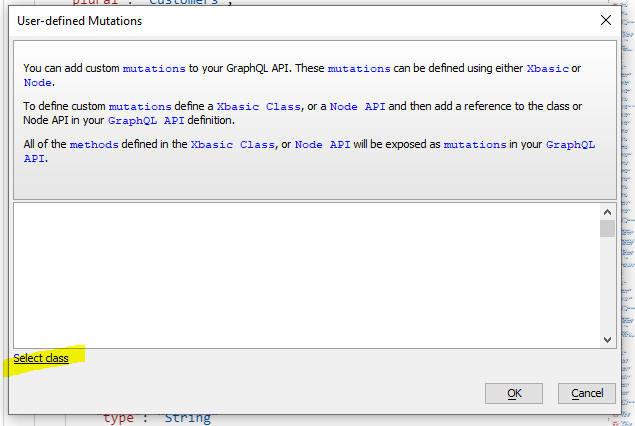 "plural": "Customers",
User-defined Mutations
You can add custom mutations to your GraphQL API. These mutations can be defined using either Xbasic or
Node.
To define custom mutations define a Xbasic Class, or a Node API and then add a reference to the class or
Node API in your GraphQL API definition.
All of the methods defined in the Xbasic Class, or Node API will be exposed as mutations in your GraphQL
API.
Select class
OK
Cancel
"type": "String"